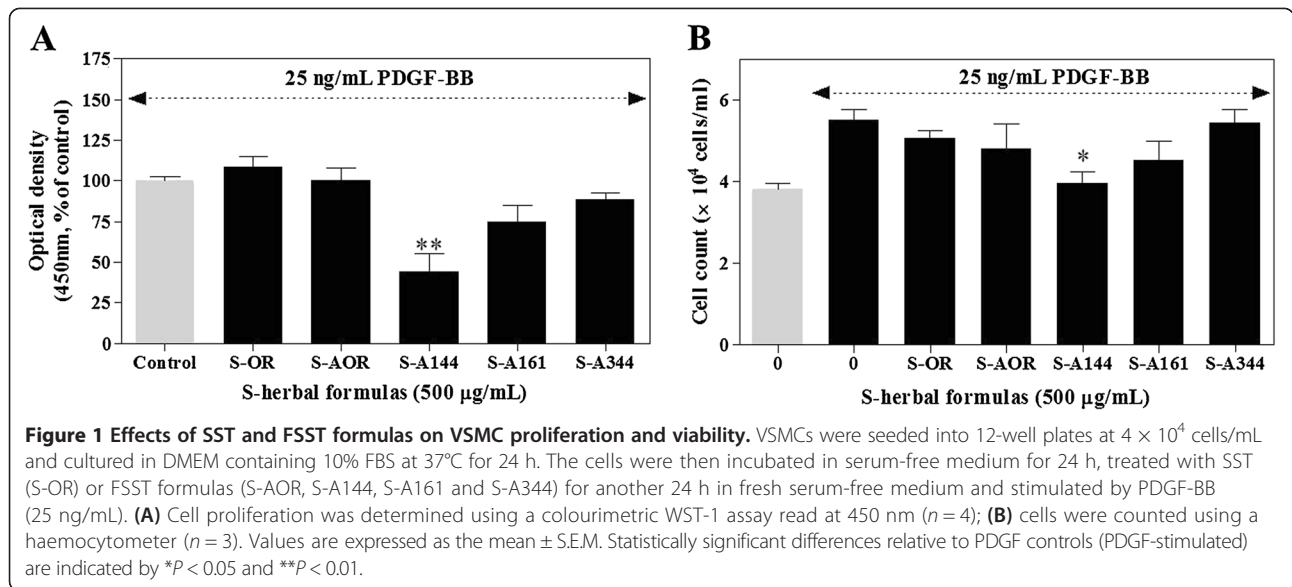 A
B
175
150
125
100
75
50
25
0
Optical density
(450nm, % of control)
25 ng/mL PDGF-BB
**
Control S-OR S-AOR S-A144 S-A161 S-A344
S-herbal formulas (500 µg/mL)
6
4
2
0
Cell count (× 10⁴ cells/ml)
25 ng/mL PDGF-BB
*
0 0 S-OR S-AOR S-A144 S-A161 S-A344
S-herbal formulas (500 µg/mL)
Figure 1 Effects of SST and FSST formulas on VSMC proliferation and viability. VSMCs were seeded into 12-well plates at 4 × 10⁴ cells/mL
and cultured in DMEM containing 10% FBS at 37°C for 24 h. The cells were then incubated in serum-free medium for 24 h, treated with SST
(S-OR) or FSST formulas (S-AOR, S-A144, S-A161 and S-A344) for another 24 h in fresh serum-free medium and stimulated by PDGF-BB
(25 ng/mL). (A) Cell proliferation was determined using a colourimetric WST-1 assay read at 450 nm (n = 4); (B) cells were counted using a
haemocytometer (n = 3). Values are expressed as the mean ± S.E.M. Statistically significant differences relative to PDGF controls (PDGF-stimulated)
are indicated by *P < 0.05 and **P < 0.01.